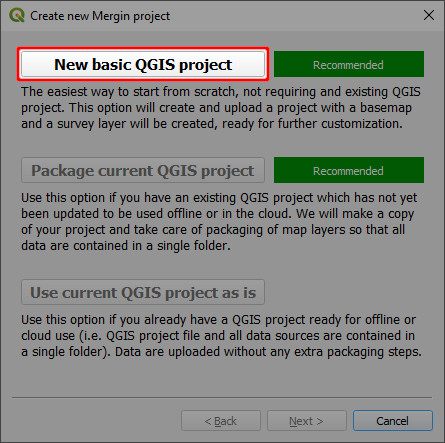 Create new Mergin project
New basic QGIS project
Recommended
The easiest way to start from scratch, not requiring and existing QGIS
project. This option will create and upload a project with a basemap
and a survey layer will be created, ready for further customization.
Package current QGIS project
Recommended
Use this option if you have an existing QGIS project which has not yet
been updated to be used offline or in the cloud. We will make a copy
of your project and take care of packaging of map layers so that all
data are contained in a single folder.
Use current QGIS project as is
Use this option if you already have a QGIS project ready for offline or
cloud use (i.e. QGIS project file and all data sources are contained in
a single folder). Data are uploaded without any extra packaging steps.
< Back
Next >
Cancel